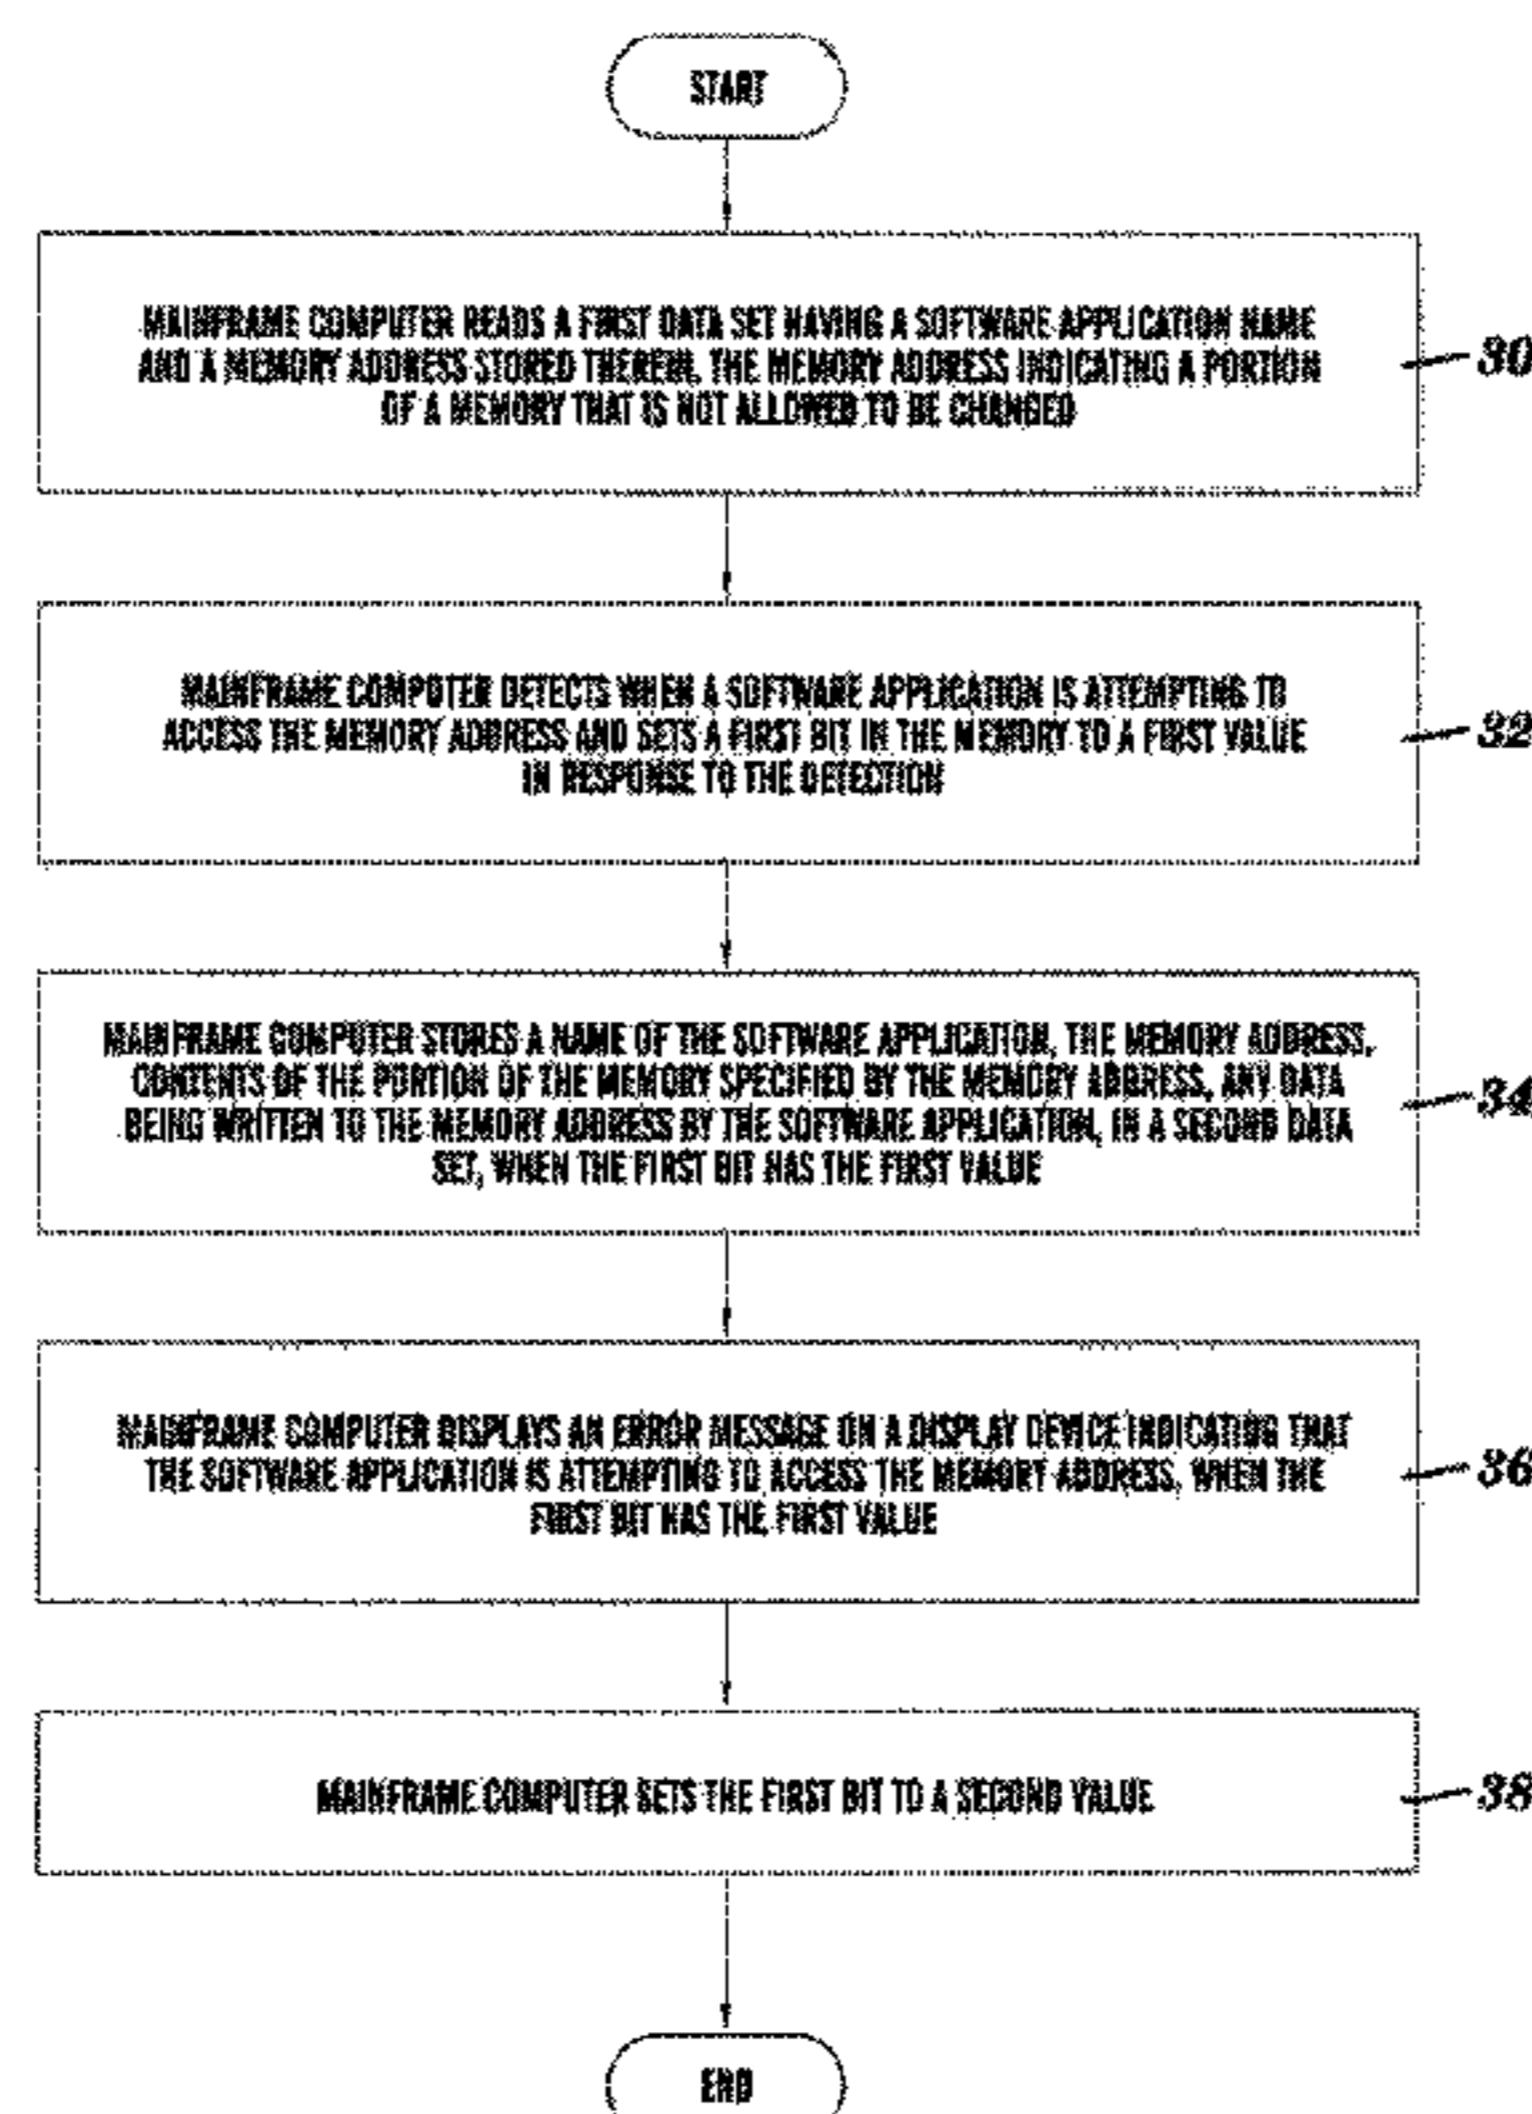 START
MAINFRAME COMPUTER READS A FIRST DATA SET HAVING A SOFTWARE APPLICATION NAME
AND A MEMORY ADDRESS STORED THEREIN, THE MEMORY ADDRESS INDICATING A PORTION
OF A MEMORY THAT IS NOT ALLOWED TO BE CHANGED
30
MAINFRAME COMPUTER DETECTS WHEN A SOFTWARE APPLICATION IS ATTEMPTING TO
ACCESS THE MEMORY ADDRESS AND SETS A FIRST BIT IN THE MEMORY TO A FIRST VALUE
IN RESPONSE TO THE DETECTION
32
MAINFRAME COMPUTER STORES A NAME OF THE SOFTWARE APPLICATION, THE MEMORY ADDRESS,
CONTENTS OF THE PORTION OF THE MEMORY SPECIFIED BY THE MEMORY ADDRESS, ANY DATA
BEING WRITTEN TO THE MEMORY ADDRESS BY THE SOFTWARE APPLICATION, IN A SECOND DATA
SET, WHEN THE FIRST BIT HAS THE FIRST VALUE
34
MAINFRAME COMPUTER DISPLAYS AN ERROR MESSAGE ON A DISPLAY DEVICE INDICATING THAT
THE SOFTWARE APPLICATION IS ATTEMPTING TO ACCESS THE MEMORY ADDRESS, WHEN THE
FIRST BIT HAS THE FIRST VALUE
36
MAINFRAME COMPUTER SETS THE FIRST BIT TO A SECOND VALUE
38
END